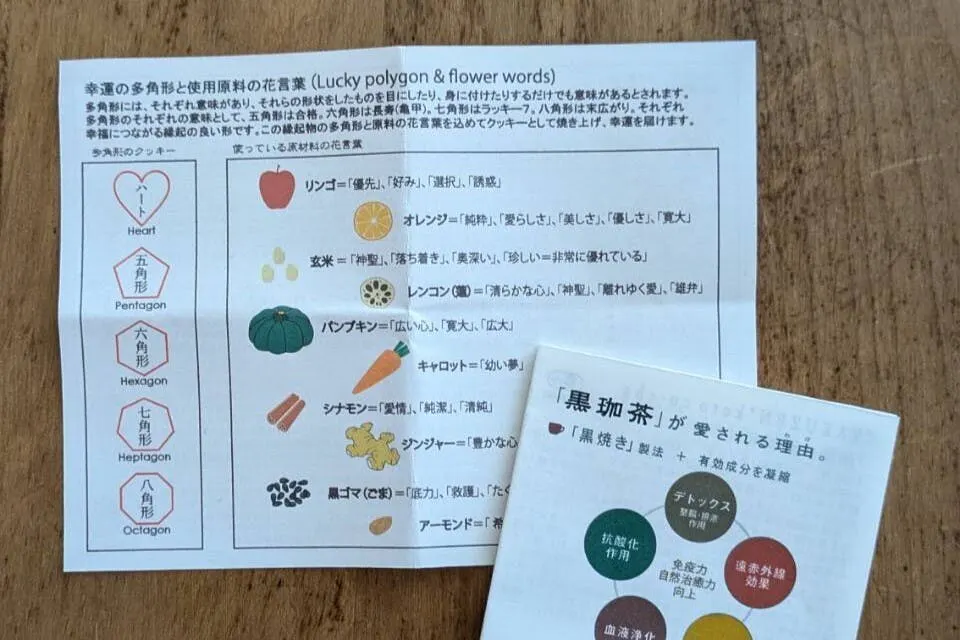 幸運の多角形と使用原料の花言葉 (Lucky polygon & flower words)
多角形には、それぞれ意味があり、それらの形状をしたものを目にしたり、身に付けたりするだけでも意味があるとされます。
多角形のそれぞれの意味として、五角形は合格。六角形は長寿(亀甲)。七角形はラッキー7。八角形は末広がり。それぞれ
幸福につながる縁起の良い形です。この縁起物の多角形と原料の花言葉を込めてクッキーとして焼き上げ、幸運を届けます。
多角形のクッキー
ハート
Heart
五角形
Pentagon
六角形
Hexagon
七角形
Heptagon
八角形
Octagon
使っている原材料の花言葉
リンゴ=「優先」、「好み」、「選択」、「誘惑」
オレンジ=「純粋」、「愛らしさ」、「美しさ」、「優しさ」、「寛大」
玄米=「神聖」、「落ち着き」、「奥深い」、「珍しい=非常に優れている」
レンコン(蓮)=「清らかな心」、「神聖」、「離れゆく愛」、「雄弁」
パンプキン=「広い心」、「寛大」、「広大」
キャロット=「幼い夢」
シナモン=「愛情」、「純潔」、「清純」
ジンジャー=「豊かな心
黒ゴマ(ごま)=「底力」、「救護」、「たく
アーモンド=「希
「黒珈茶」が愛される理由。
わけ
「黒焼き」製法 + 有効成分を凝縮
デトックス
整腸・排泄
作用
抗酸化
作用
遠赤外線
効果
免疫力
自然治癒力
向上
血液浄化